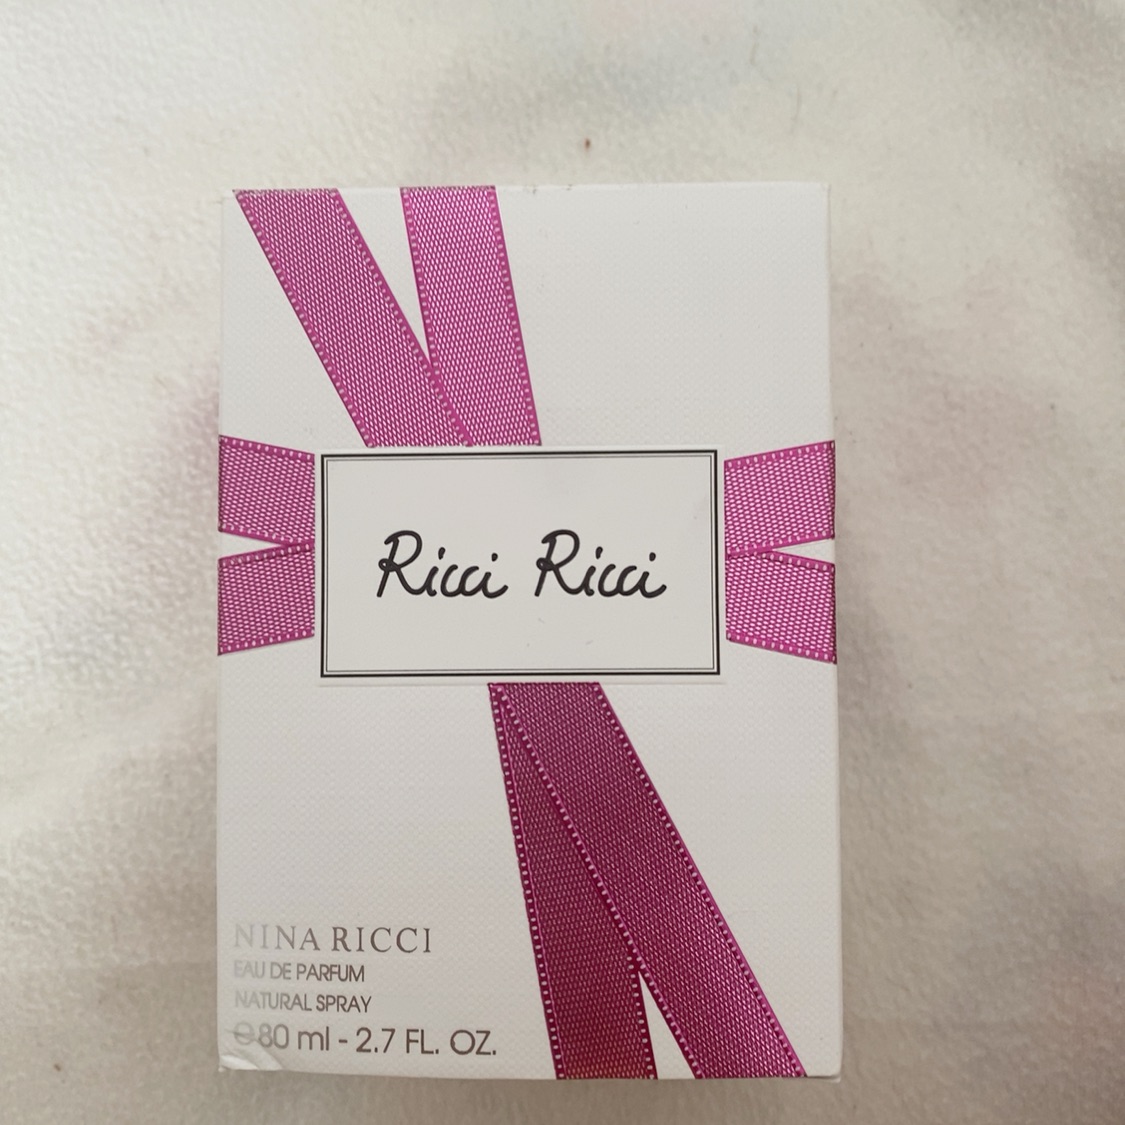 Ricci Ricci
NINA RICCI
EAU DE PARFUM
NATURAL SPRAY
℮80 ml - 2.7 FL. OZ.